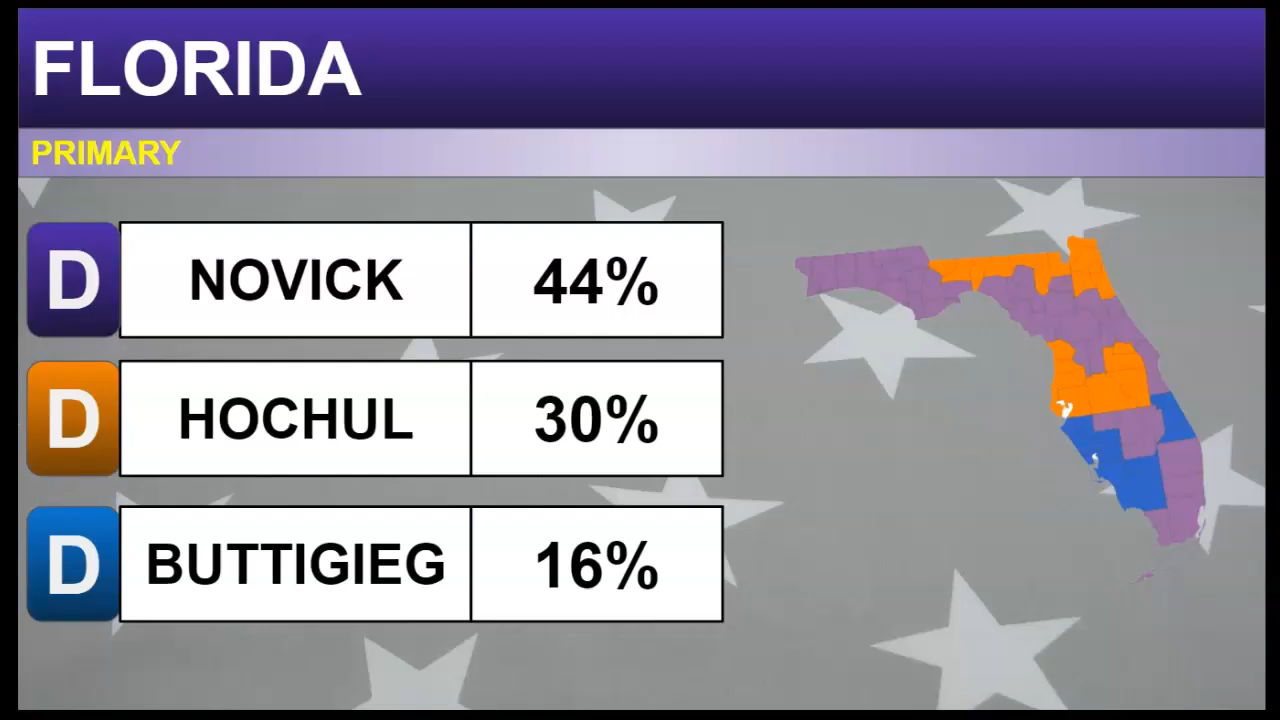 FLORIDA
PRIMARY
D NOVICK 44%
D HOCHUL 30%
D BUTTIGIEG 16%